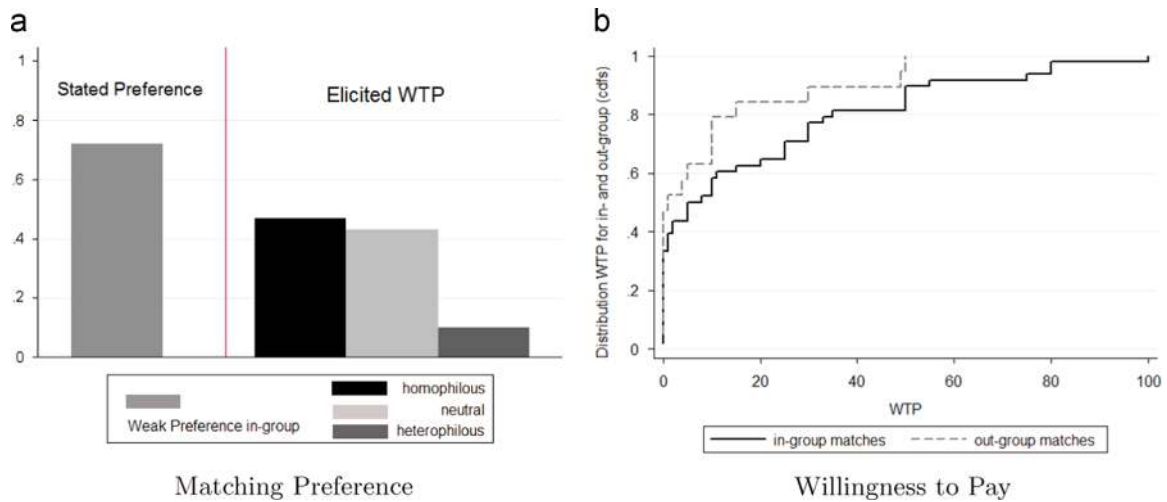 a
Stated Preference
Elicited WTP
1
.8
.6
.4
.2
0
Weak Preference in-group
homophilous
neutral
heterophilous
Matching Preference
b
Distribution WTP for in- and out-group (cdfs)
1
.8
.6
.4
.2
0
0 20 40 60 80 100
WTP
in-group matches
out-group matches
Willingness to Pay